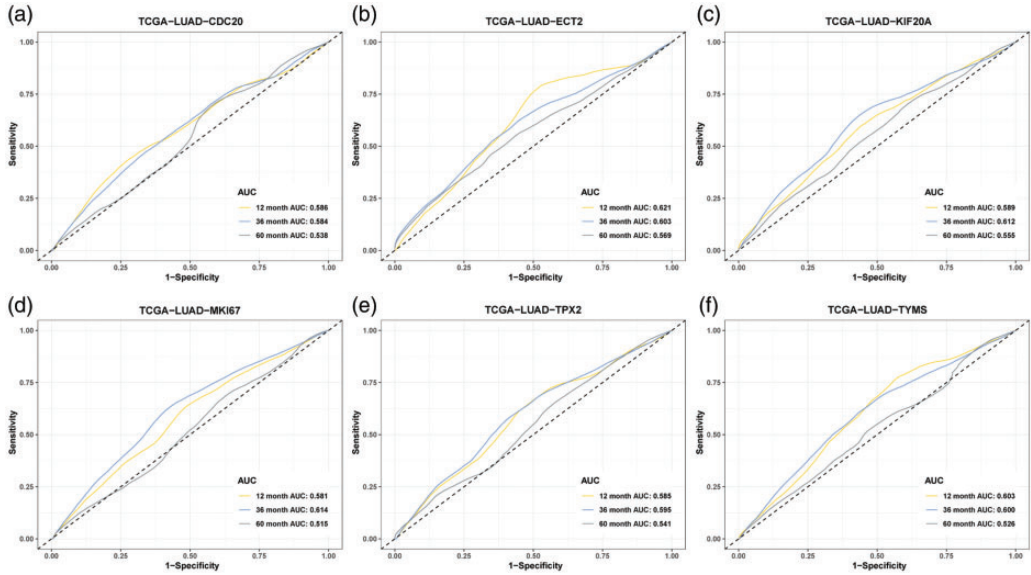 (a)
TCGA−LUAD−CDC20
1.00
0.75
0.50
0.25
0.00
Sensitivity
AUC
12 month AUC: 0.586
36 month AUC: 0.584
60 month AUC: 0.538
0.00 0.25 0.50 0.75 1.00
1−Specificity
(b)
TCGA−LUAD−ECT2
1.00
0.75
0.50
0.25
0.00
Sensitivity
AUC
12 month AUC: 0.621
36 month AUC: 0.603
60 month AUC: 0.569
0.00 0.25 0.50 0.75 1.00
1−Specificity
(c)
TCGA−LUAD−KIF20A
1.00
0.75
0.50
0.25
0.00
Sensitivity
AUC
12 month AUC: 0.589
36 month AUC: 0.612
60 month AUC: 0.555
0.00 0.25 0.50 0.75 1.00
1−Specificity
(d)
TCGA−LUAD−MKI67
1.00
0.75
0.50
0.25
0.00
Sensitivity
AUC
12 month AUC: 0.581
36 month AUC: 0.614
60 month AUC: 0.515
0.00 0.25 0.50 0.75 1.00
1−Specificity
(e)
TCGA−LUAD−TPX2
1.00
0.75
0.50
0.25
0.00
Sensitivity
AUC
12 month AUC: 0.585
36 month AUC: 0.595
60 month AUC: 0.541
0.00 0.25 0.50 0.75 1.00
1−Specificity
(f)
TCGA−LUAD−TYMS
1.00
0.75
0.50
0.25
0.00
Sensitivity
AUC
12 month AUC: 0.603
36 month AUC: 0.600
60 month AUC: 0.526
0.00 0.25 0.50 0.75 1.00
1−Specificity